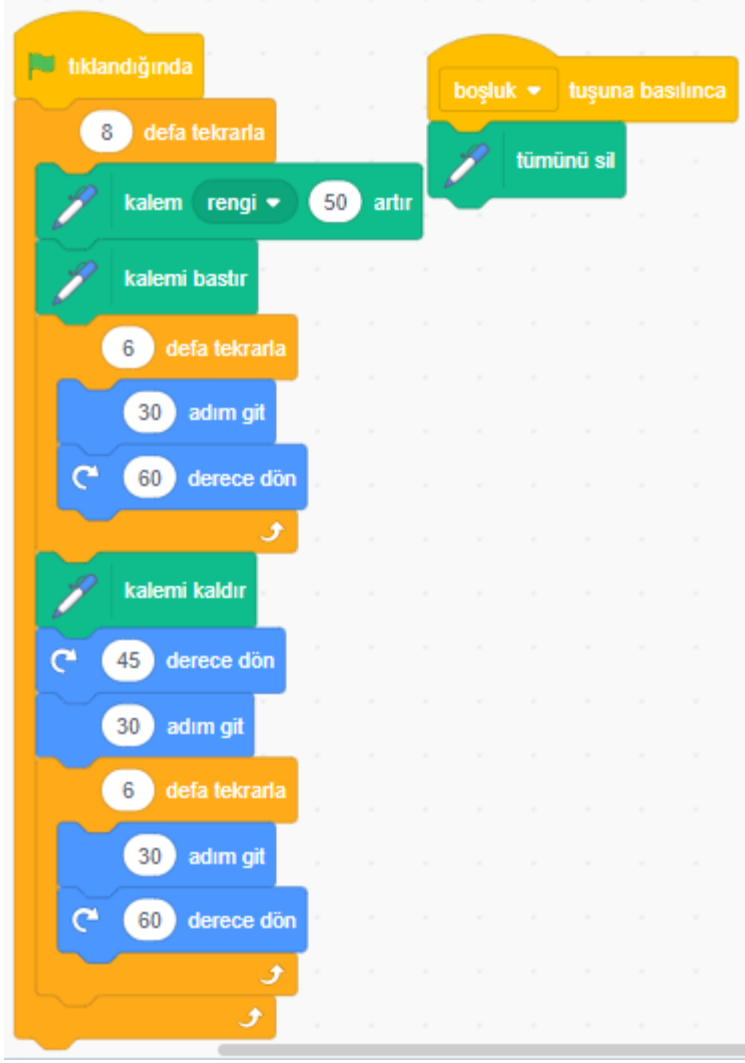 tıklandığında
8 defa tekrarla
kalem rengi 50 artır
kalemi bastır
6 defa tekrarla
30 adım git
60 derece dön
kalemi kaldır
45 derece dön
30 adım git
6 defa tekrarla
30 adım git
60 derece dön
boşluk tuşuna basılınca
tümünü sil